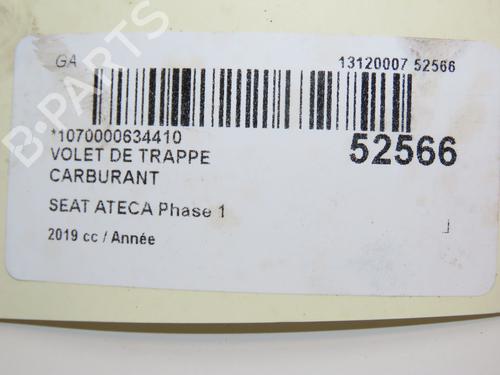 GA
13120007 52566
*1070000634410
52566
VOLET DE TRAPPE
CARBURANT
SEAT ATECA Phase 1
2019 cc / Année
B-PARTS